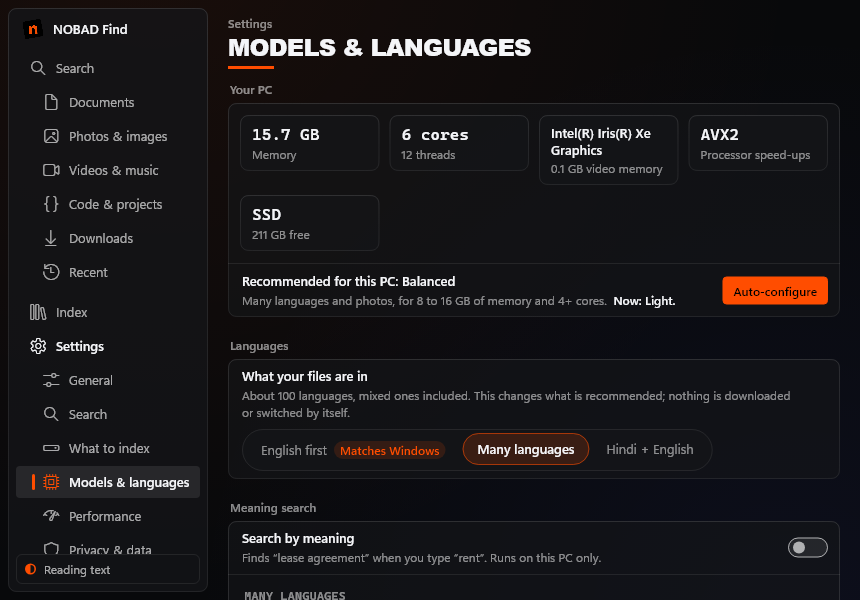 NOBAD Find
Search
Documents
Photos & images
Videos & music
Code & projects
Downloads
Recent
Index
Settings
General
Search
What to index
Models & languages
Performance
Privacy & data
Reading text
Settings
MODELS & LANGUAGES
Your PC
15.7 GB
Memory
6 cores
12 threads
Intel(R) Iris(R) Xe
Graphics
0.1 GB video memory
AVX2
Processor speed-ups
SSD
211 GB free
Recommended for this PC: Balanced
Many languages and photos, for 8 to 16 GB of memory and 4+ cores. Now: Light.
Auto-configure
Languages
What your files are in
About 100 languages, mixed ones included. This changes what is recommended; nothing is downloaded
or switched by itself.
English first Matches Windows
Many languages
Hindi + English
Meaning search
Search by meaning
Finds “lease agreement” when you type “rent”. Runs on this PC only.
MANY LANGUAGES